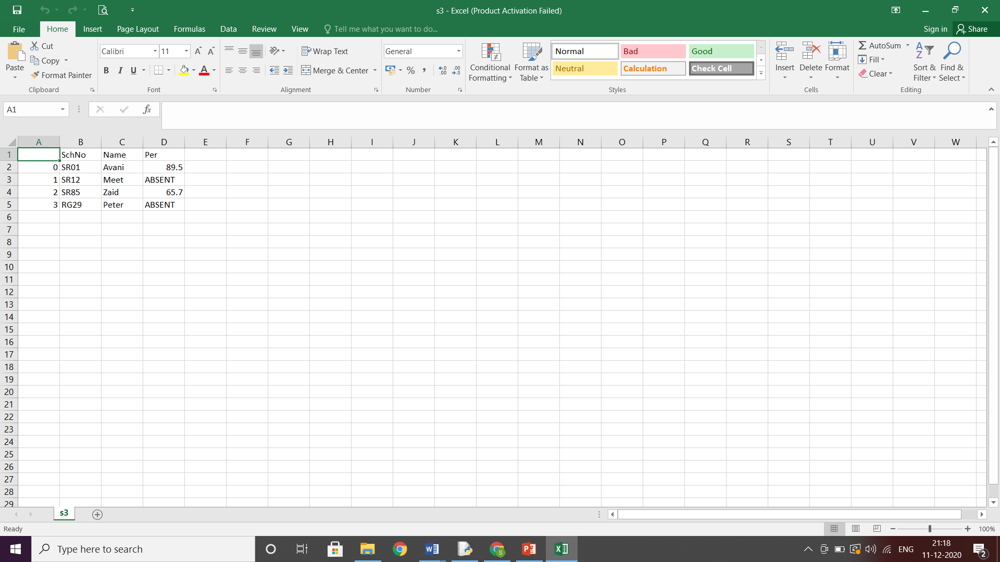 s3 - Excel (Product Activation Failed)
File Home Insert Page Layout Formulas Data Review View Tell me what you want to do... Sign in Share
Paste
Cut
Copy
Format Painter
Clipboard
Calibri 11
B I U
Font
Wrap Text
Merge & Center
Alignment
General
Number
Conditional Formatting
Format as Table
Normal Bad Good
Neutral Calculation Check Cell
Styles
Insert Delete Format
Cells
AutoSum
Fill
Clear
Sort & Filter
Find & Select
Editing
A1 fx
A B C D E F G H I J K L M N O P Q R S T U V W
1 SchNo Name Per
2 0 SR01 Avani 89.5
3 1 SR12 Meet ABSENT
4 2 SR85 Zaid 65.7
5 3 RG29 Peter ABSENT
6
7
8
9
10
11
12
13
14
15
16
17
18
19
20
21
22
23
24
25
26
27
28
29
s3
Ready 100%
Type here to search
ENG
21:18
11-12-2020
2